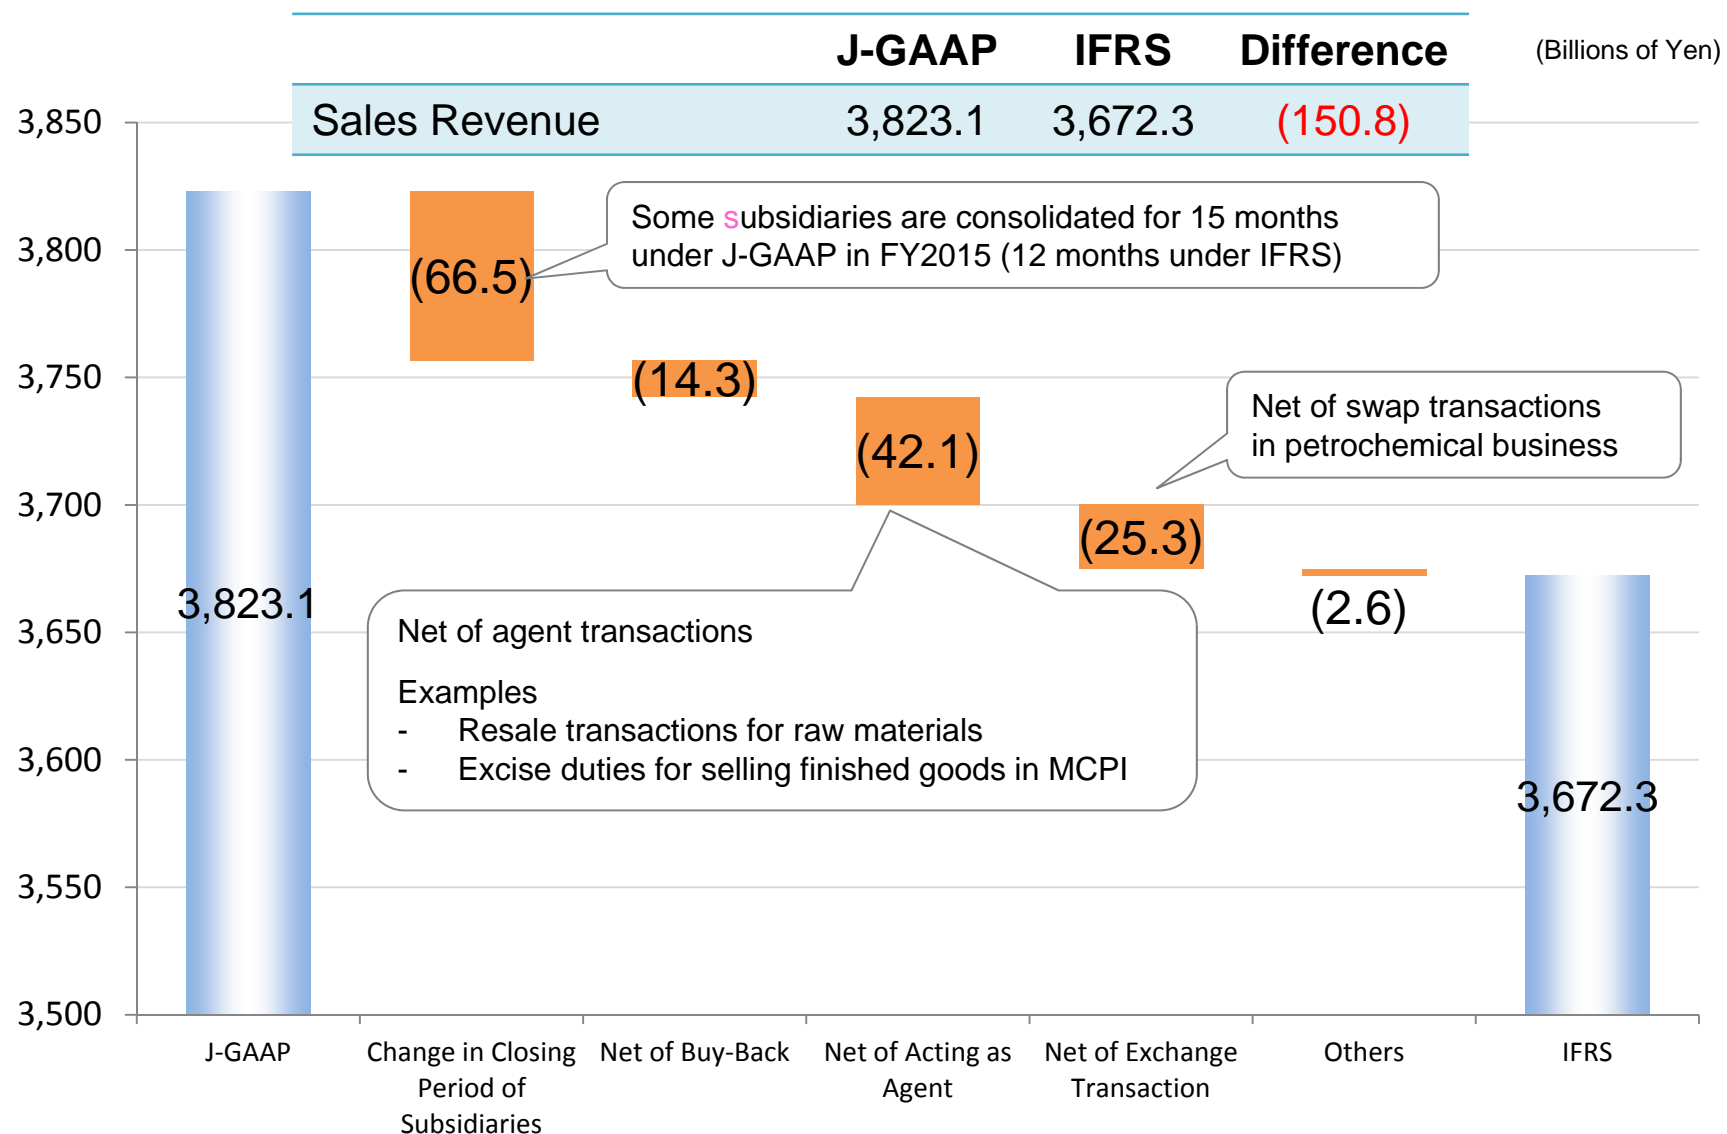 J-GAAP IFRS Difference (Billions of Yen)
Sales Revenue 3,823.1 3,672.3 (150.8)
3,850
3,800
3,750
3,700
3,650
3,600
3,550
3,500
3,823.1
(66.5)
Some subsidiaries are consolidated for 15 months
under J-GAAP in FY2015 (12 months under IFRS)
(14.3)
(42.1)
Net of agent transactions
Examples
- Resale transactions for raw materials
- Excise duties for selling finished goods in MCPI
(25.3)
Net of swap transactions
in petrochemical business
(2.6)
3,672.3
J-GAAP
Change in Closing
Period of
Subsidiaries
Net of Buy-Back
Net of Acting as
Agent
Net of Exchange
Transaction
Others
IFRS